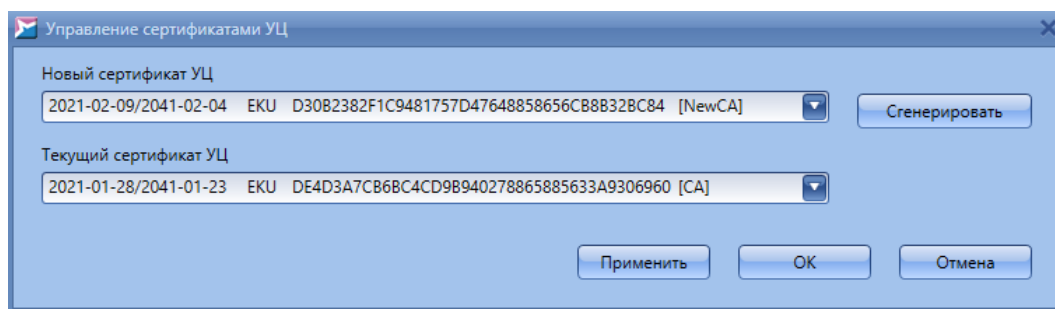 Управление сертификатами УЦ
Новый сертификат УЦ
2021-02-09/2041-02-04 EKU D30B2382F1C9481757D47648858656CB8B32BC84 [NewCA]
Сгенерировать
Текущий сертификат УЦ
2021-01-28/2041-01-23 EKU DE4D3A7CB6BC4CD9B940278865885633A9306960 [CA]
Применить ОК Отмена